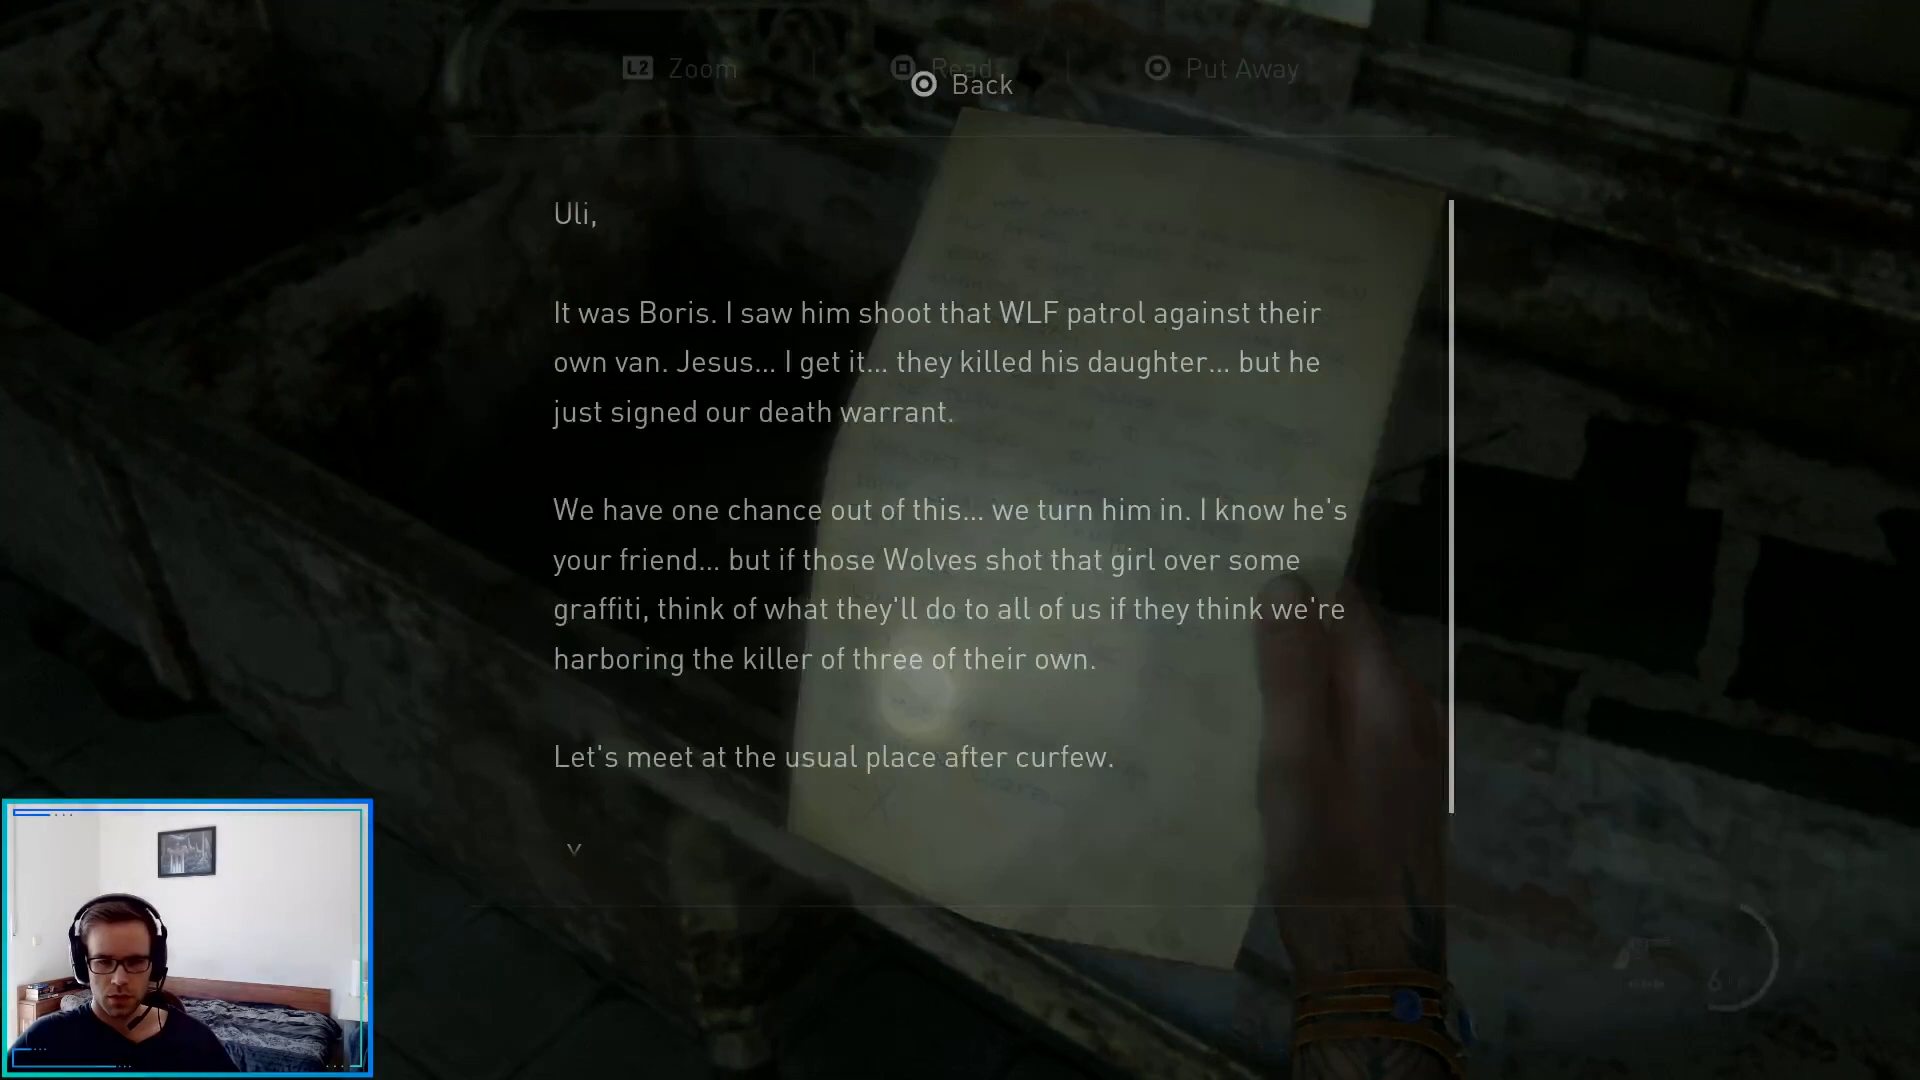 L2 Zoom
Read
Put Away
Back
Uli,
It was Boris. I saw him shoot that WLF patrol against their
own van. Jesus... I get it... they killed his daughter... but he
just signed our death warrant.
We have one chance out of this... we turn him in. I know he's
your friend... but if those Wolves shot that girl over some
graffiti, think of what they'll do to all of us if they think we're
harboring the killer of three of their own.
Let's meet at the usual place after curfew.
6